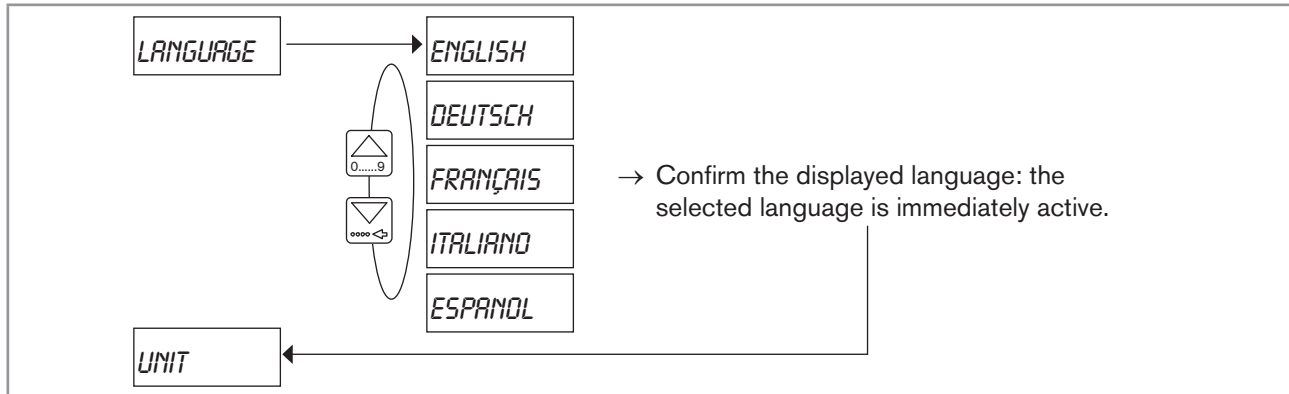 LANGUAGE
ENGLISH
DEUTSCH
0......9
FRANÇAIS
→ Confirm the displayed language: the
selected language is immediately active.
ITALIANO
ESPANOL
UNIT